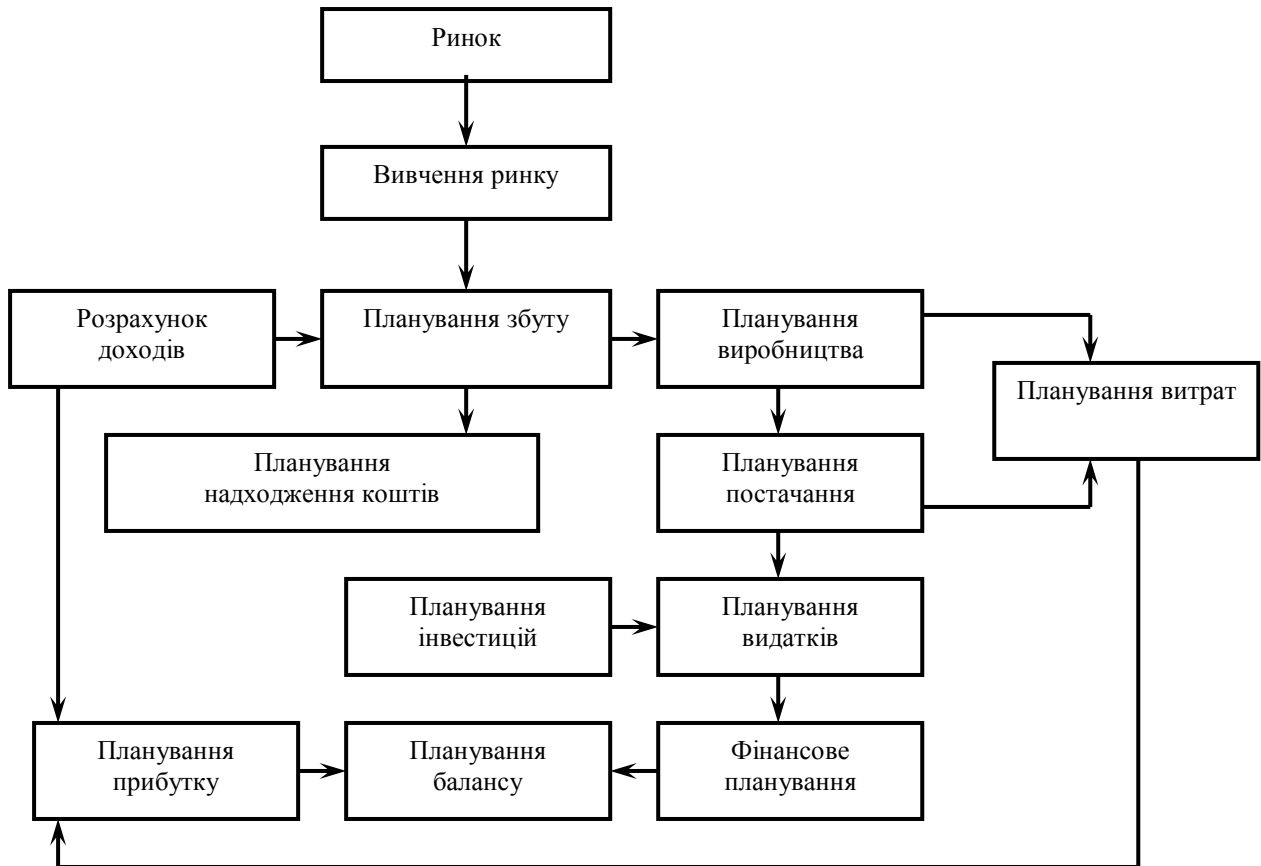 Ринок
Вивчення ринку
Розрахунок
доходів
Планування збуту
Планування
виробництва
Планування витрат
Планування
надходження коштів
Планування
постачання
Планування
інвестицій
Планування
видатків
Планування
прибутку
Планування
балансу
Фінансове
планування